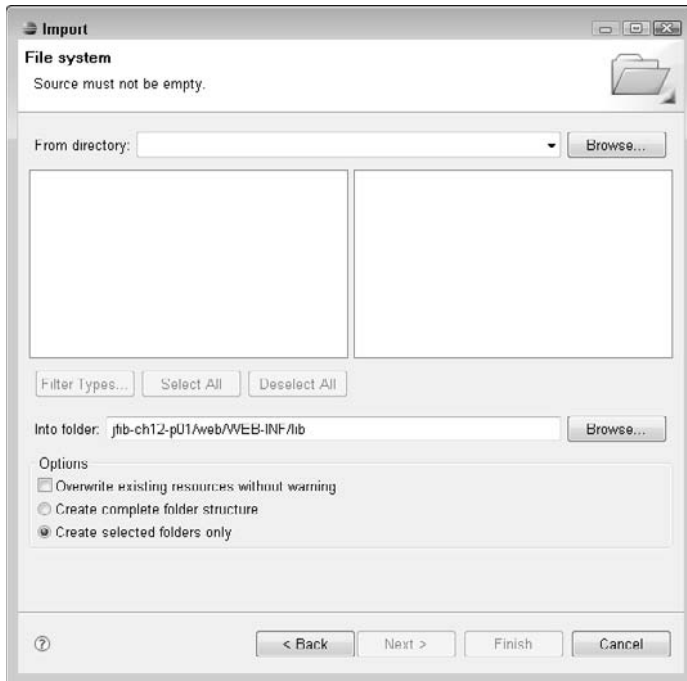 Import
File system
Source must not be empty.
From directory:
Browse...
Filter Types...
Select All
Deselect All
Into folder:
jfib-ch12-p01/web/WEB-INF/lib
Browse...
Options
Overwrite existing resources without warning
Create complete folder structure
Create selected folders only
?
< Back
Next >
Finish
Cancel